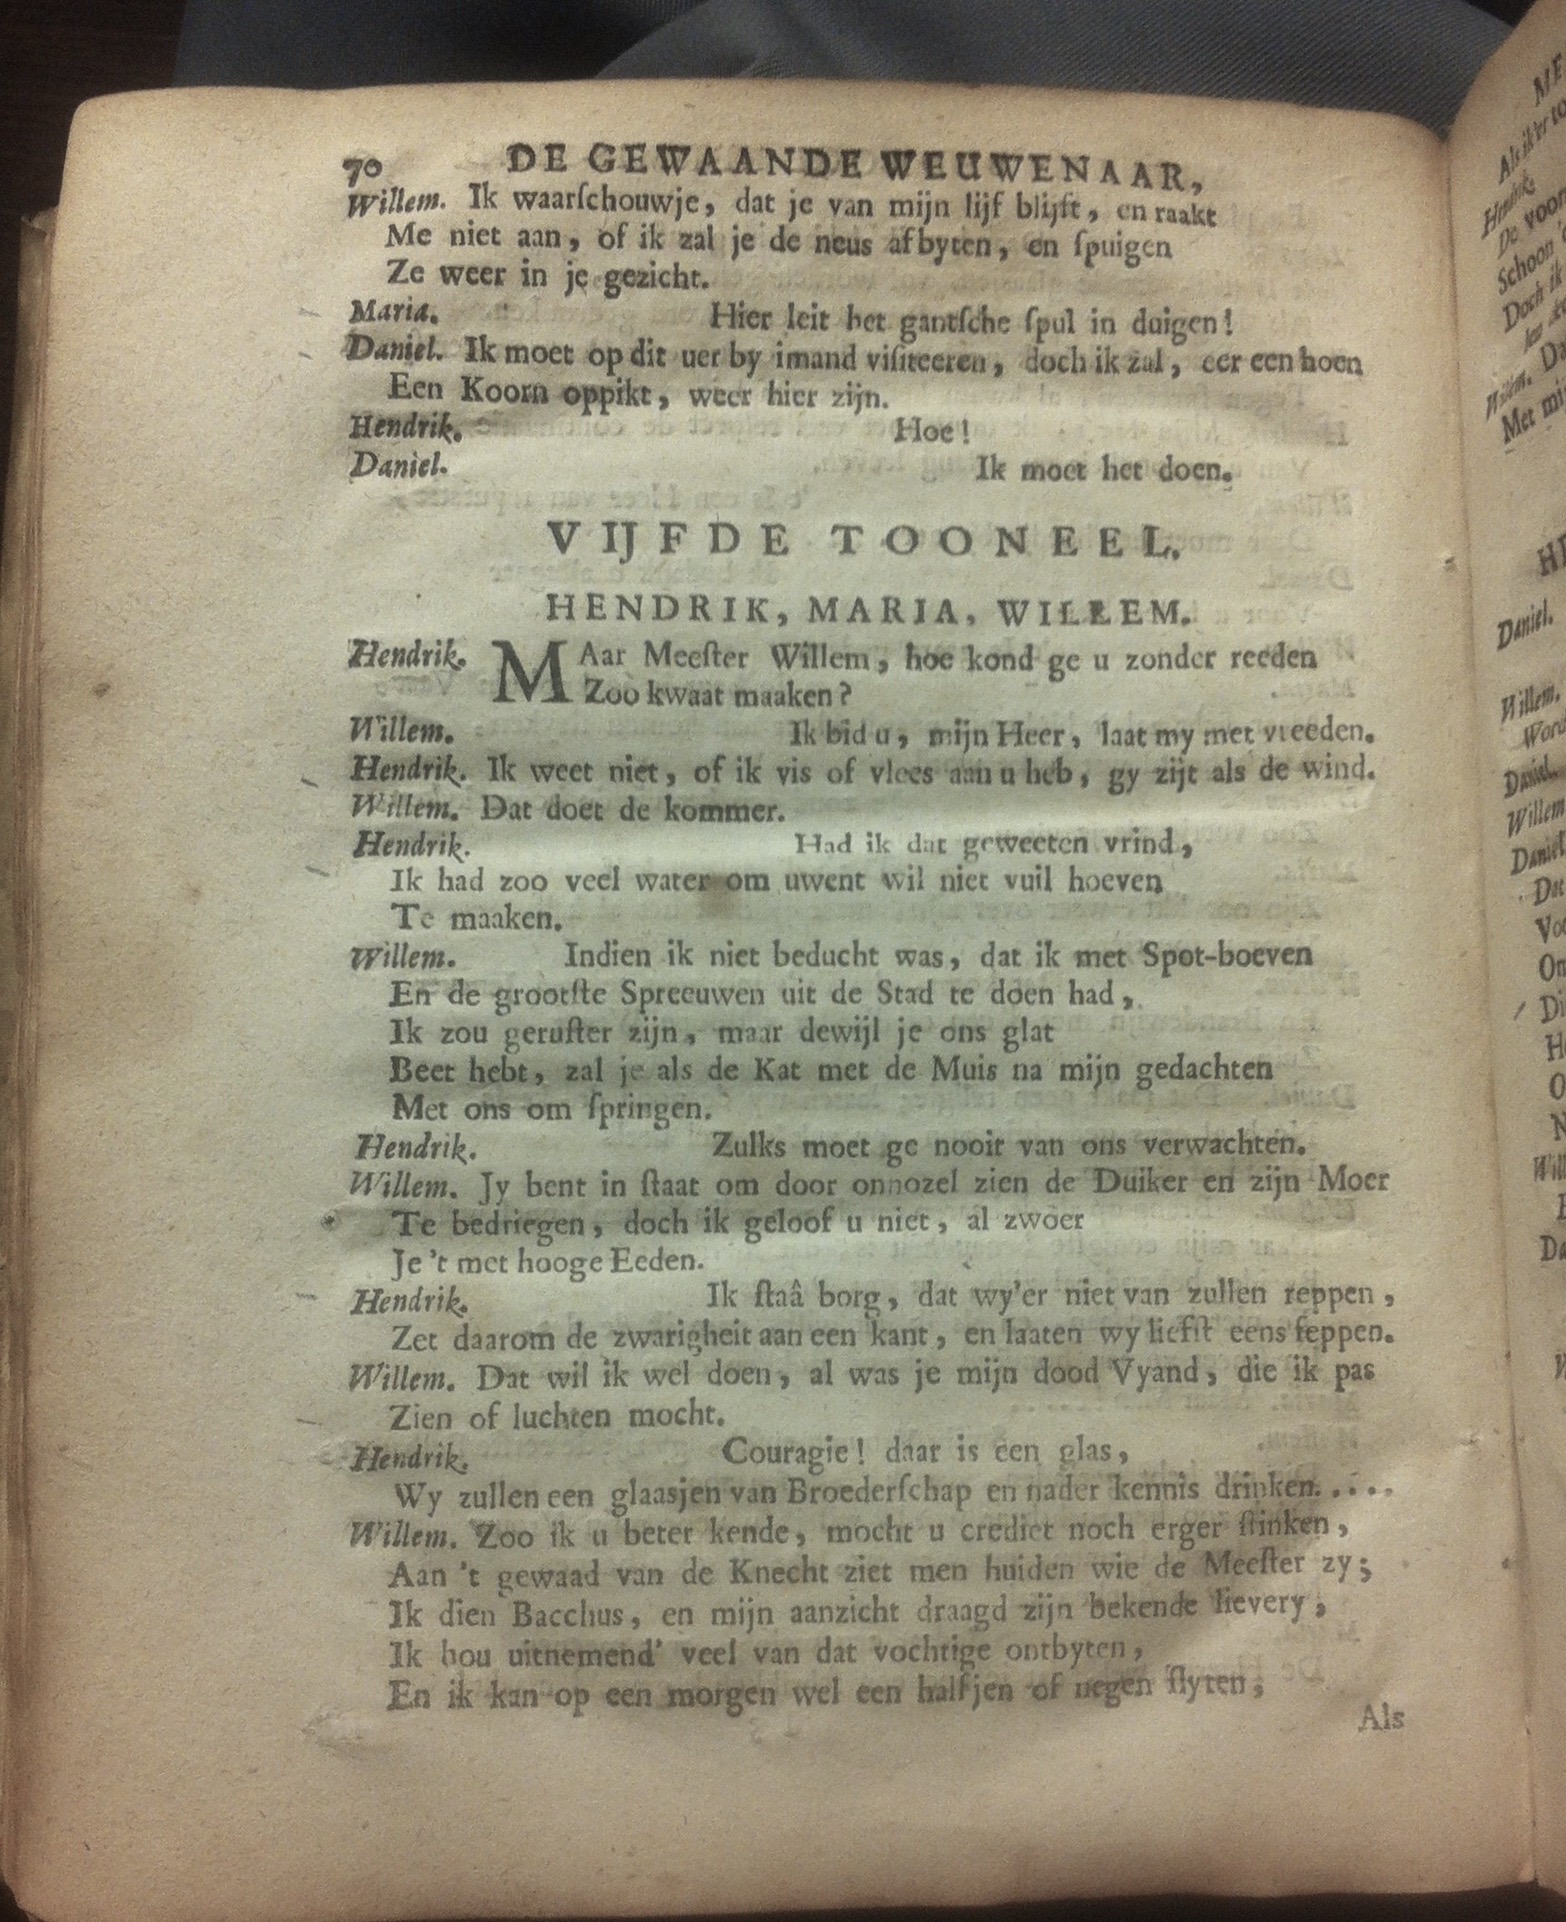 70 DE GEWAANDE WEUWENAAR,
Willem. Ik waarſchouwje, dat je van mijn lijf blijft, en raakt
Me niet aan, of ik zal je de neus afbyten, en ſpuigen
Ze weer in je gezicht.
Maria. Hier leit het gantſche ſpul in duigen!
Daniel. Ik moet op dit uer by imand viſiteeren, doch ik zal, eer een hoen
Een Koorn oppikt, weer hier zijn.
Hendrik. Hoe!
Daniel. Ik moet het doen.
VIJFDE TOONEEL.
HENDRIK, MARIA, WILLEM.
Hendrik. MAar Meeſter Willem, hoe kond ge u zonder reeden
Zoo kwaat maaken?
Willem. Ik bid u, mijn Heer, laat my met vreeden.
Hendrik. Ik weet niet, of ik vis of vlees aan u heb, gy zijt als de wind.
Willem. Dat doet de kommer.
Hendrik. Had ik dat geweeten vrind,
Ik had zoo veel water om uwent wil niet vuil hoeven
Te maaken.
Willem. Indien ik niet beducht was, dat ik met Spot-boeven
En de grootſte Spreeuwen uit de Stad te doen had,
Ik zou geruſter zijn, maar dewijl je ons glat
Beet hebt, zal je als de Kat met de Muis na mijn gedachten
Met ons om ſpringen.
Hendrik. Zulks moet ge nooit van ons verwachten.
Willem. Jy bent in ſtaat om door onnozel zien de Duiker en zijn Moer
Te bedriegen, doch ik geloof u niet, al zwoer
Je 't met hooge Eeden.
Hendrik. Ik ſtaâ borg, dat wy'er niet van zullen reppen,
Zet daarom de zwarigheit aan een kant, en laaten wy liefſt eens ſeppen.
Willem. Dat wil ik wel doen, al was je mijn dood Vyand, die ik pas
Zien of luchten mocht.
Hendrik. Couragie! daar is een glas,
Wy zullen een glaasjen van Broederſchap en nader kennis drinken....
Willem. Zoo ik u beter kende, mocht u credict noch erger ſtinken,
Aan 't gewaad van de Knecht ziet men huiden wie de Meeſter zy;
Ik dien Bacchus, en mijn aanzicht draagd zijn bekende lievery,
Ik hou uitnemend' veel van dat vochtige ontbyten,
En ik kan op een morgen wel een halfjen of negen ſlyten,
Als